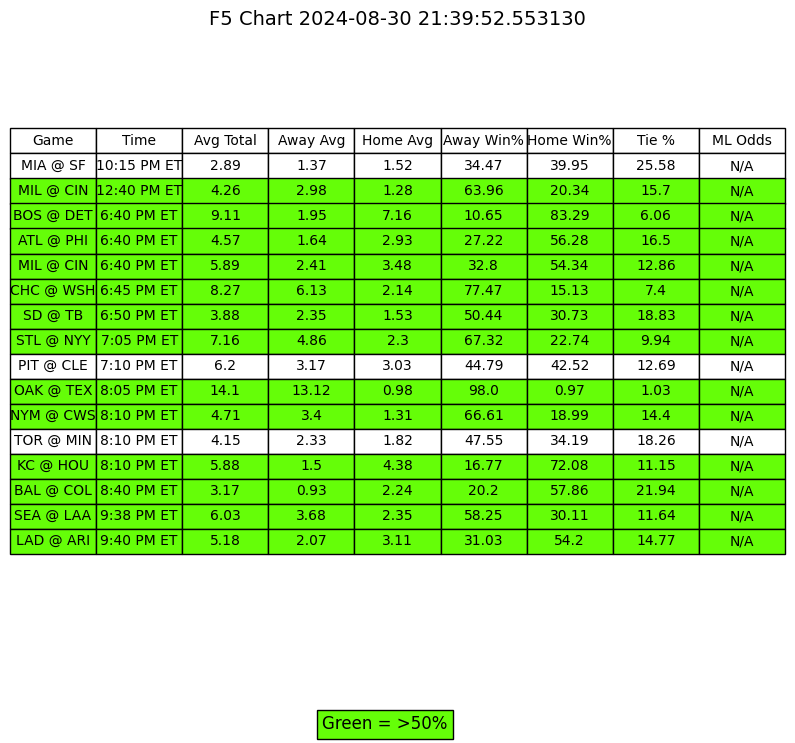 F5 Chart 2024-08-30 21:39:52.553130
Game Time Avg Total Away Avg Home Avg Away Win% Home Win% Tie % ML Odds
MIA @ SF 10:15 PM ET 2.89 1.37 1.52 34.47 39.95 25.58 N/A
MIL @ CIN 12:40 PM ET 4.26 2.98 1.28 63.96 20.34 15.7 N/A
BOS @ DET 6:40 PM ET 9.11 1.95 7.16 10.65 83.29 6.06 N/A
ATL @ PHI 6:40 PM ET 4.57 1.64 2.93 27.22 56.28 16.5 N/A
MIL @ CIN 6:40 PM ET 5.89 2.41 3.48 32.8 54.34 12.86 N/A
CHC @ WSH 6:45 PM ET 8.27 6.13 2.14 77.47 15.13 7.4 N/A
SD @ TB 6:50 PM ET 3.88 2.35 1.53 50.44 30.73 18.83 N/A
STL @ NYY 7:05 PM ET 7.16 4.86 2.3 67.32 22.74 9.94 N/A
PIT @ CLE 7:10 PM ET 6.2 3.17 3.03 44.79 42.52 12.69 N/A
OAK @ TEX 8:05 PM ET 14.1 13.12 0.98 98.0 0.97 1.03 N/A
NYM @ CWS 8:10 PM ET 4.71 3.4 1.31 66.61 18.99 14.4 N/A
TOR @ MIN 8:10 PM ET 4.15 2.33 1.82 47.55 34.19 18.26 N/A
KC @ HOU 8:10 PM ET 5.88 1.5 4.38 16.77 72.08 11.15 N/A
BAL @ COL 8:40 PM ET 3.17 0.93 2.24 20.2 57.86 21.94 N/A
SEA @ LAA 9:38 PM ET 6.03 3.68 2.35 58.25 30.11 11.64 N/A
LAD @ ARI 9:40 PM ET 5.18 2.07 3.11 31.03 54.2 14.77 N/A
Green = >50%